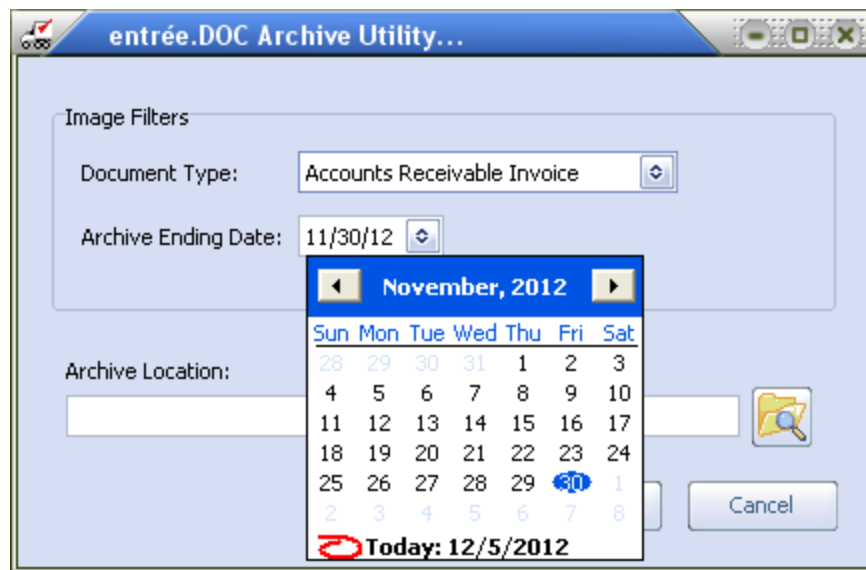 entrée.DOC Archive Utility...
Image Filters
Document Type: Accounts Receivable Invoice
Archive Ending Date: 11/30/12
November, 2012
Sun Mon Tue Wed Thu Fri Sat
28 29 30 31 1 2 3
4 5 6 7 8 9 10
11 12 13 14 15 16 17
18 19 20 21 22 23 24
25 26 27 28 29 30 1
2 3 4 5 6 7 8
Today: 12/5/2012
Archive Location:
Cancel